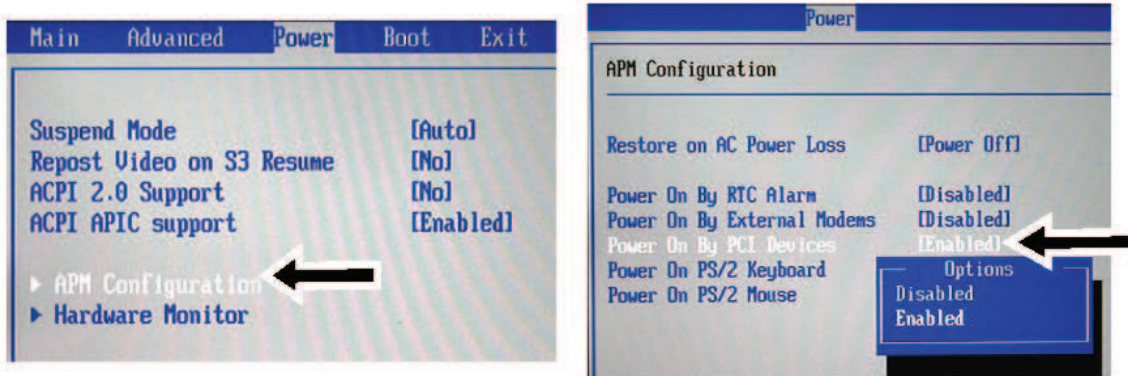 Main Advanced Power Boot Exit
Suspend Mode [Auto]
Repost Video on S3 Resume [No]
ACPI 2.0 Support [No]
ACPI APIC support [Enabled]
▶ APM Configuration
▶ Hardware Monitor
Power
APM Configuration
Restore on AC Power Loss [Power Off]
Power On By RTC Alarm [Disabled]
Power On By External Modems [Disabled]
Power On By PCI Devices [Enabled]
Power On PS/2 Keyboard
Power On PS/2 Mouse
Options
Disabled
Enabled